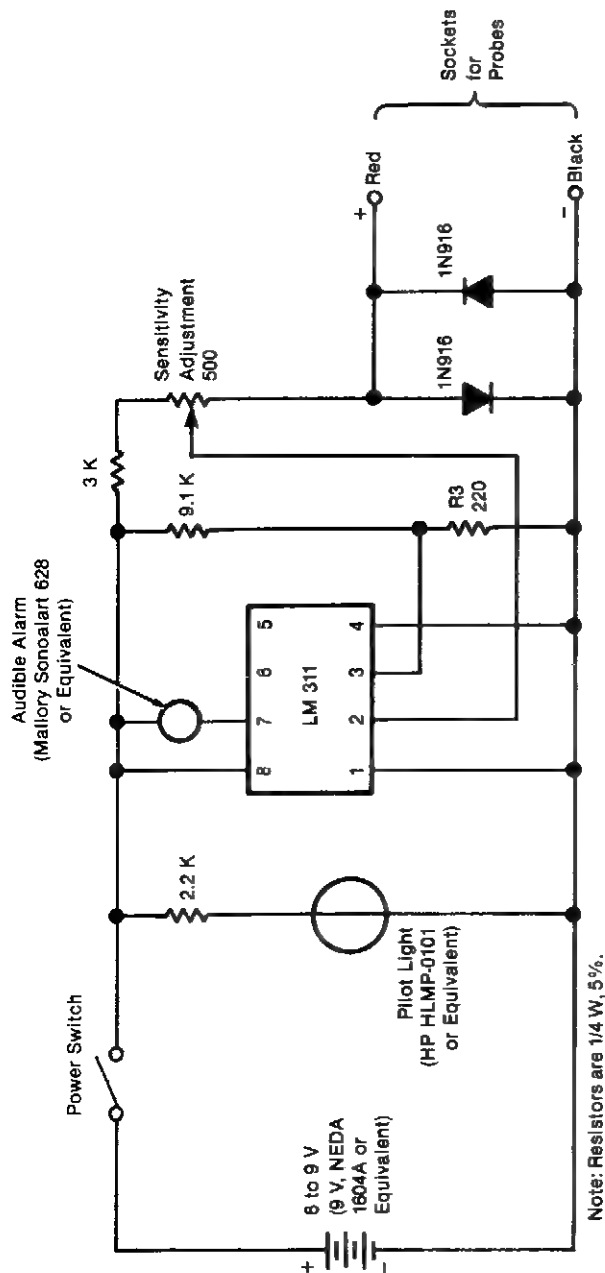 Power Switch
Audible Alarm
(Mallory Sonoalart 628
or Equivalent)
3 K
Sensitivity
Adjustment
500
9.1 K
2.2 K
+
6 to 9 V
(9 V, NEDA
1604A or
Equivalent)
−
Pilot Light
(HP HLMP-0101
or Equivalent)
8
7
6
5
LM 311
1
2
3
4
R3
220
1N916
1N916
+
Red
Sockets
for
Probes
−
Black
Note: Resistors are 1/4 W, 5%.